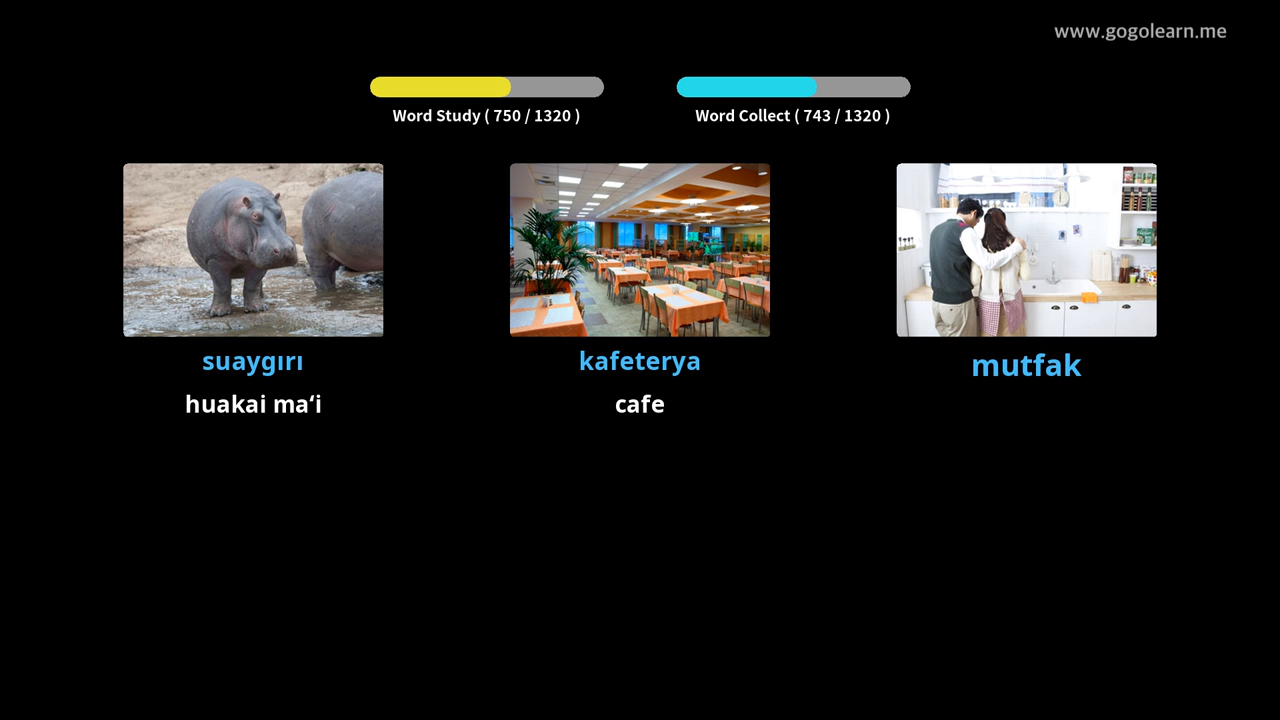 www.gogolearn.me
Word Study ( 750 / 1320 )
Word Collect ( 743 / 1320 )
suaygırı
kafeterya
mutfak
huakai maʻi
cafe